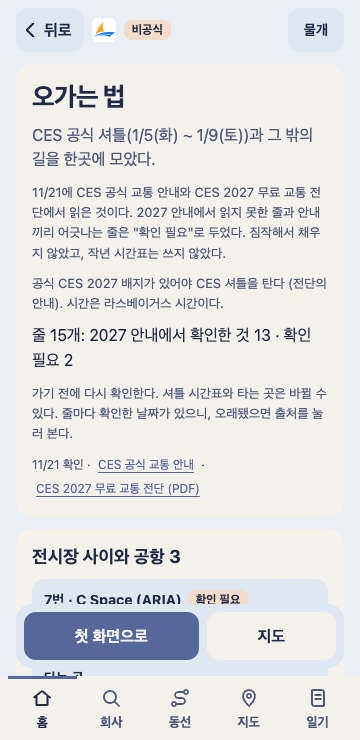 뒤로
비공식
물개
오가는 법
CES 공식 셔틀(1/5(화) ~ 1/9(토))과 그 밖의
길을 한곳에 모았다.
11/21에 CES 공식 교통 안내와 CES 2027 무료 교통 전
단에서 읽은 것이다. 2027 안내에서 읽지 못한 줄과 안내
끼리 어긋나는 줄은 "확인 필요"로 두었다. 짐작해서 채우
지 않았고, 작년 시간표는 쓰지 않았다.
공식 CES 2027 배지가 있어야 CES 셔틀을 탄다 (전단의
안내). 시간은 라스베이거스 시간이다.
줄 15개: 2027 안내에서 확인한 것 13 · 확인
필요 2
가기 전에 다시 확인한다. 셔틀 시간표와 타는 곳은 바뀔 수
있다. 줄마다 확인한 날짜가 있으니, 오래됐으면 출처를 눌
러 본다.
11/21 확인 · CES 공식 교통 안내 ·
CES 2027 무료 교통 전단 (PDF)
전시장 사이와 공항 3
7번 · C Space (ARIA) 확인 필요
첫 화면으로
지도
홈
회사
동선
지도
일기